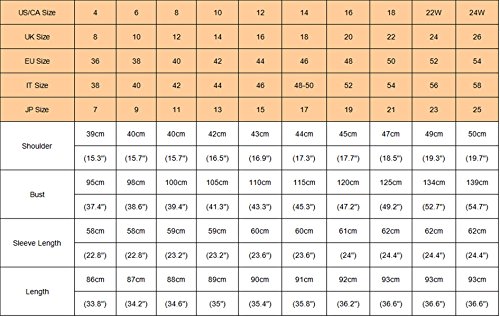 US/CA Size 4 6 8 10 12 14 16 18 22W 24W
UK Size 8 10 12 14 16 18 20 22 24 26
EU Size 36 38 40 42 44 46 48 50 52 54
IT Size 38 40 42 44 46 48-50 52 54 56 58
JP Size 7 9 11 13 15 17 19 21 23 25
39cm 40cm 40cm 42cm 43cm 44cm 45cm 47cm 49cm 50cm
Shoulder
(15.3") (15.7") (15.7") (16.5") (16.9") (17.3") (17.7") (18.5") (19.3") (19.7")
95cm 98cm 100cm 105cm 110cm 115cm 120cm 125cm 134cm 139cm
Bust
(37.4") (38.6") (39.4") (41.3") (43.3") (45.3") (47.2") (49.2") (52.7") (54.7")
58cm 58cm 59cm 59cm 60cm 60cm 61cm 62cm 62cm 62cm
Sleeve Length
(22.8") (22.8") (23.2") (23.2") (23.6") (23.6") (24") (24.4") (24.4") (24.4")
86cm 87cm 88cm 89cm 90cm 91cm 92cm 93cm 93cm 93cm
Length
(33.8") (34.2") (34.6") (35") (35.4") (35.8") (36.2") (36.6") (36.6") (36.6")